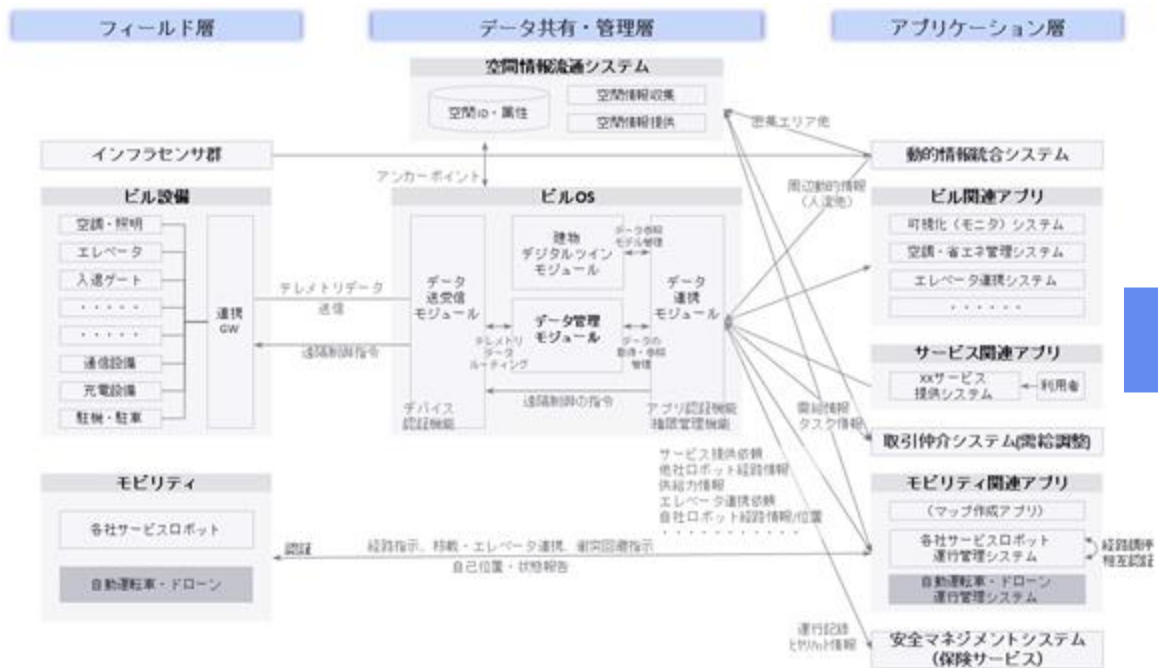 フィールド層
データ共有・管理層
アプリケーション層
空間情報流通システム
空間ID・属性
空間情報収集
空間情報提供
密集エリア他
インフラセンサ群
動的情報統合システム
アンカーポイント
周辺動的情報
(人流他)
ビル設備
空調・照明
エレベータ
入退ゲート
・・・・・
・・・・・
通信設備
充電設備
駐機・駐車
連携
GW
テレメトリデータ
送信
遠隔制御指令
ビルOS
データ
送受信
モジュール
デバイス
認証機能
建物
デジタルツイン
モジュール
データ参照
モデル管理
データ管理
モジュール
テレメトリ
データ
ルーティング
データの
取得・参照
管理
遠隔制御の指令
データ
連携
モジュール
アプリ認証機能
権限管理機能
ビル関連アプリ
可視化(モニタ)システム
空調・省エネ管理システム
エレベータ連携システム
・・・・・・
サービス関連アプリ
xxサービス
提供システム
利用者
需給情報
タスク情報
取引仲介システム(需給調整)
サービス提供依頼
他社ロボット経路情報
供給力情報
エレベータ連携依頼
自社ロボット経路情報/位置
・・・・・・・・・・
モビリティ
各社サービスロボット
自動運転車・ドローン
認証
経路指示、移載・エレベータ連携、衝突回避指示
自己位置・状態報告
モビリティ関連アプリ
(マップ作成アプリ)
各社サービスロボット
運行管理システム
自動運転車・ドローン
運行管理システム
経路調停
相互認証
運行記録
ヒヤリハット情報
安全マネジメントシステム
(保険サービス)